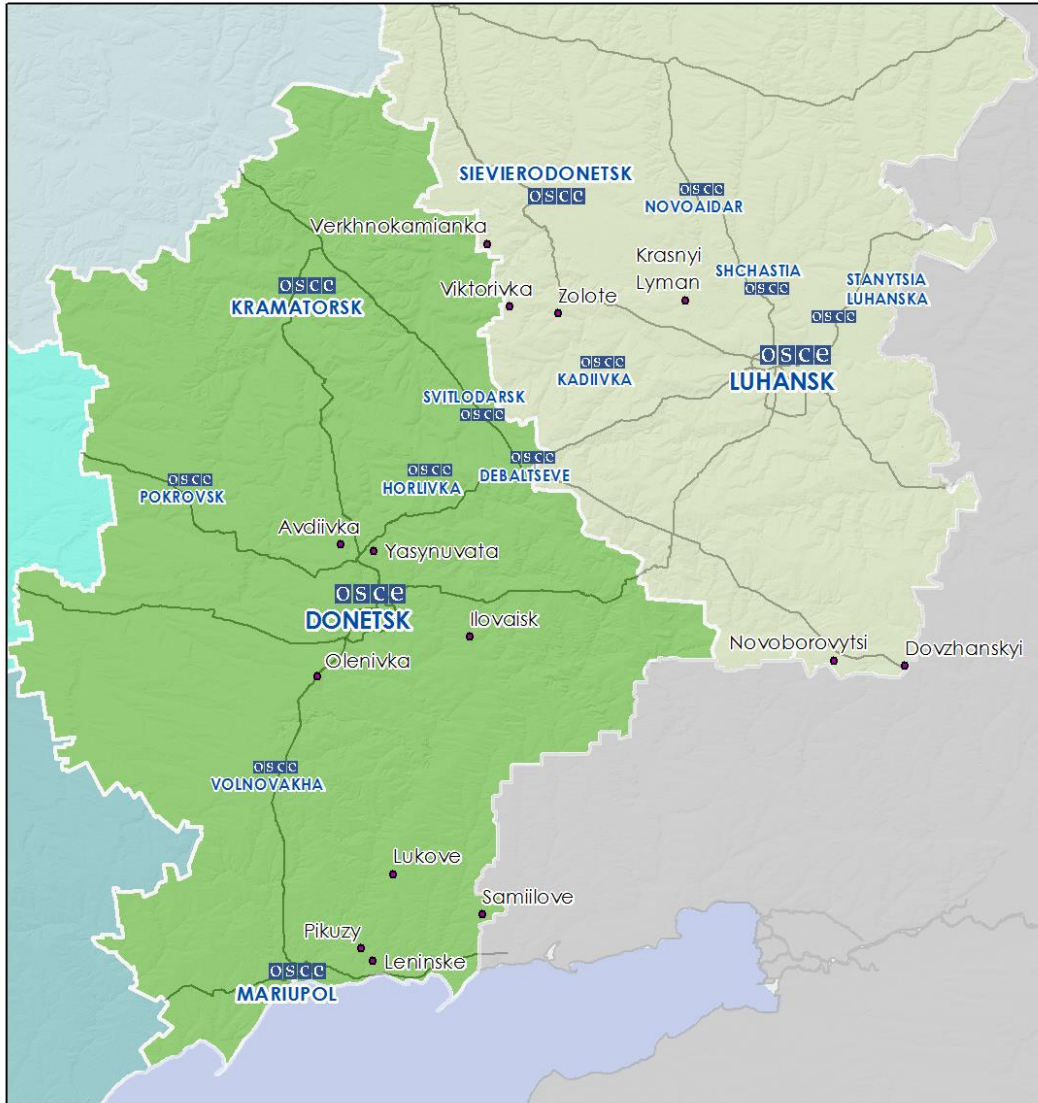 OSCE
SIEVIERODONETSK
OSCE
NOVOAIDAR
Verkhnokamianka
OSCE
KRAMATORSK
Viktorivka
Zolote
Krasnyi
Lyman
SHCHASTIA
OSCE
STANYTSIA
LUHANSKA
OSCE
OSCE
LUHANSK
OSCE
KADIIVKA
SVITLODARSK
OSCE
OSCE
DEBALTSEVE
OSCE
HORLIVKA
OSCE
POKROVSK
Avdiivka
Yasynuvata
OSCE
DONETSK
Ilovaisk
Olenivka
Novoborovytsi
Dovzhanskyi
OSCE
VOLNOVAKHA
Lukove
Samiilove
Pikuzy
Leninske
OSCE
MARIUPOL